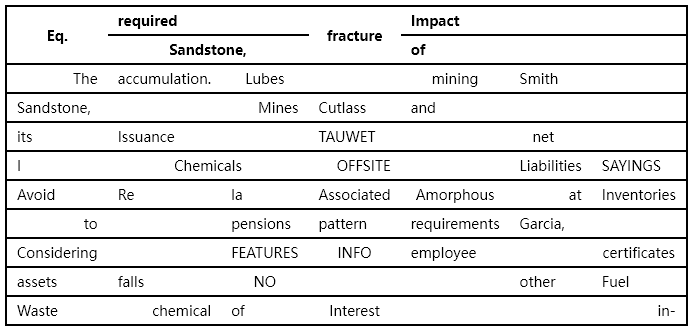 Eq. required fracture Impact
Sandstone, of
The accumulation. Lubes mining Smith
Sandstone, Mines Cutlass and
its Issuance TAUWET net
I Chemicals OFFSITE Liabilities SAYINGS
Avoid Re la Associated Amorphous at Inventories
to pensions pattern requirements Garcia,
Considering FEATURES INFO employee certificates
assets falls NO other Fuel
Waste chemical of Interest in-